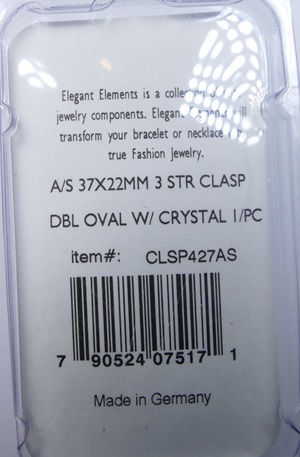 Elegant Elements is a
jewelry components. Elegant
transform your bracelet or necklace
true Fashion Jewelry.
A/S 37X22MM 3 STR CLASP
DBL OVAL W/ CRYSTAL 1/PC
item#: CLSP427AS
7 90524 07517 1
Made in Germany